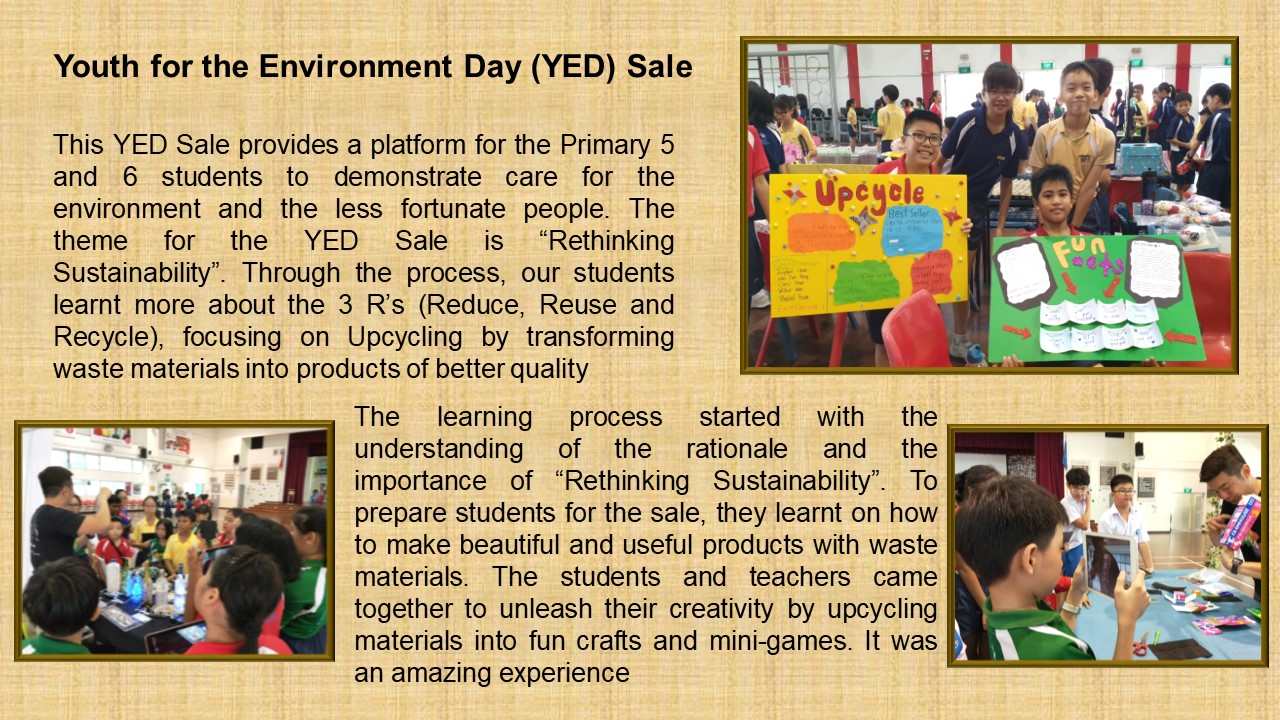 Youth for the Environment Day (YED) Sale
This YED Sale provides a platform for the Primary 5
and 6 students to demonstrate care for the
environment and the less fortunate people. The
theme for the YED Sale is “Rethinking
Sustainability”. Through the process, our students
learnt more about the 3 R’s (Reduce, Reuse and
Recycle), focusing on Upcycling by transforming
waste materials into products of better quality
Upcycle
Best Seller
Fun
The learning process started with the
understanding of the rationale and the
importance of “Rethinking Sustainability”. To
prepare students for the sale, they learnt on how
to make beautiful and useful products with waste
materials. The students and teachers came
together to unleash their creativity by upcycling
materials into fun crafts and mini-games. It was
an amazing experience